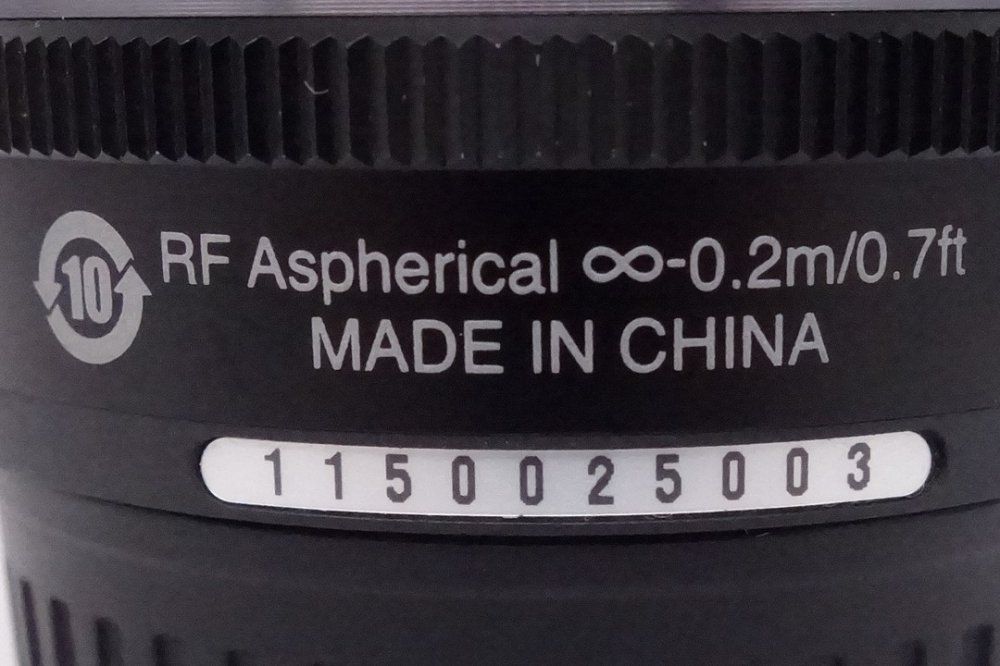 10 RF Aspherical ∞-0.2m/0.7ft
MADE IN CHINA
1150025003